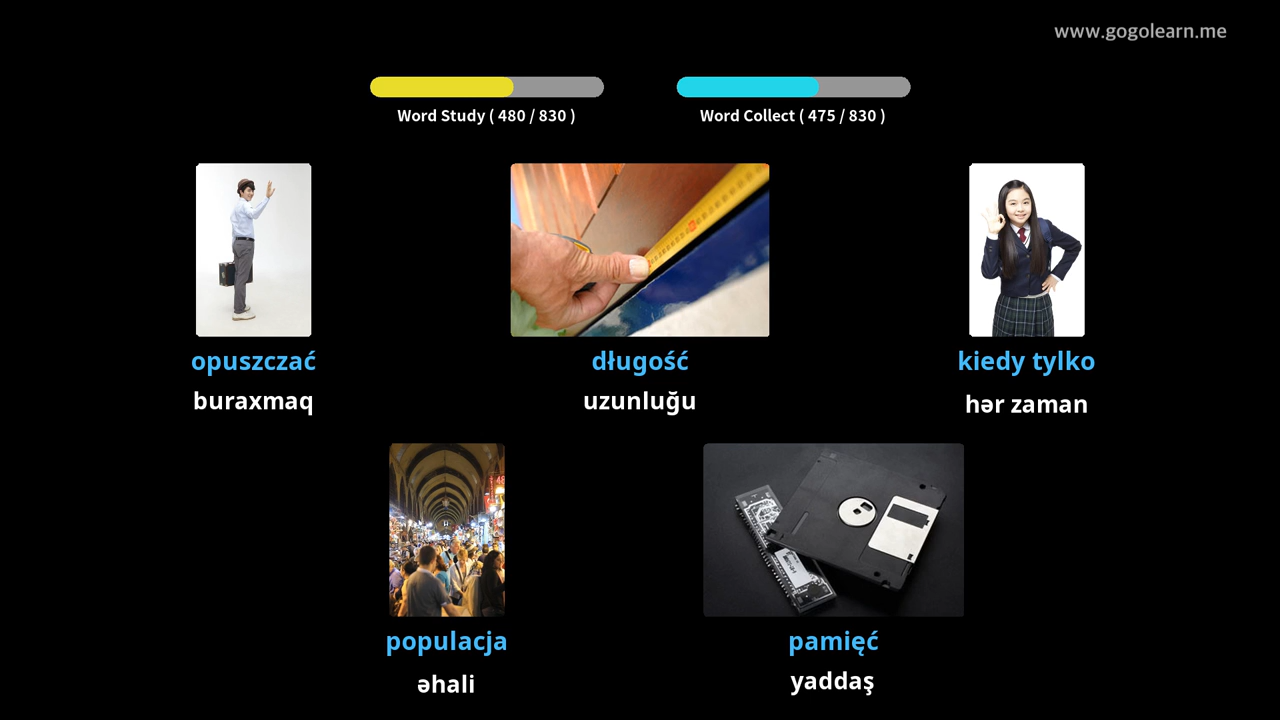 www.gogolearn.me
Word Study ( 480 / 830 )
Word Collect ( 475 / 830 )
opuszczać
buraxmaq
długość
uzunluğu
kiedy tylko
hər zaman
populacja
əhali
pamięć
yaddaş